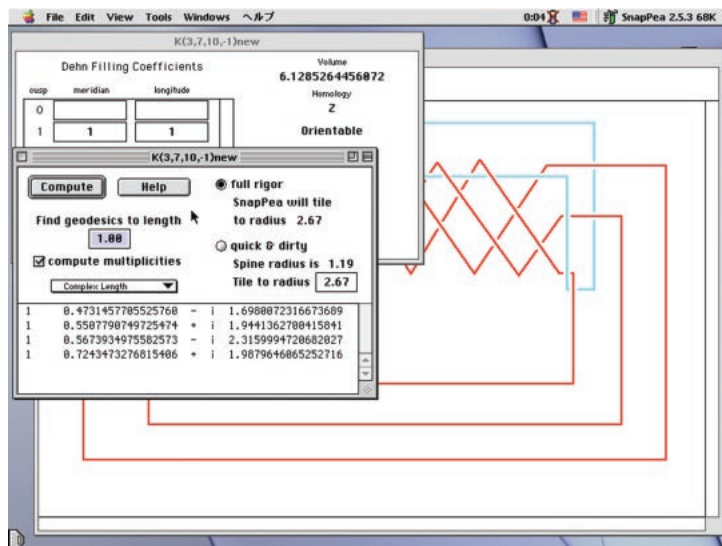 File Edit View Tools Windows ヘルプ 0:04 SnapPea 2.5.3 68K
K(3,7,10,-1)new
Dehn Filling Coefficients
cusp meridian longitude
0
1 1 1
Volume
6.1285264456072
Homology
Z
Orientable
K(3,7,10,-1)new
Compute Help
Find geodesics to length
1.00
compute multiplicities
Complex Length
full rigor
SnapPea will tile
to radius 2.67
quick & dirty
Spine radius is 1.19
Tile to radius 2.67
1 0.4731457705525760 - i 1.6980072316673689
1 0.5507790749725474 + i 1.9441362700415841
1 0.5673934975582573 - i 2.3159994720682027
1 0.7243473276815406 + i 1.9879646065252716